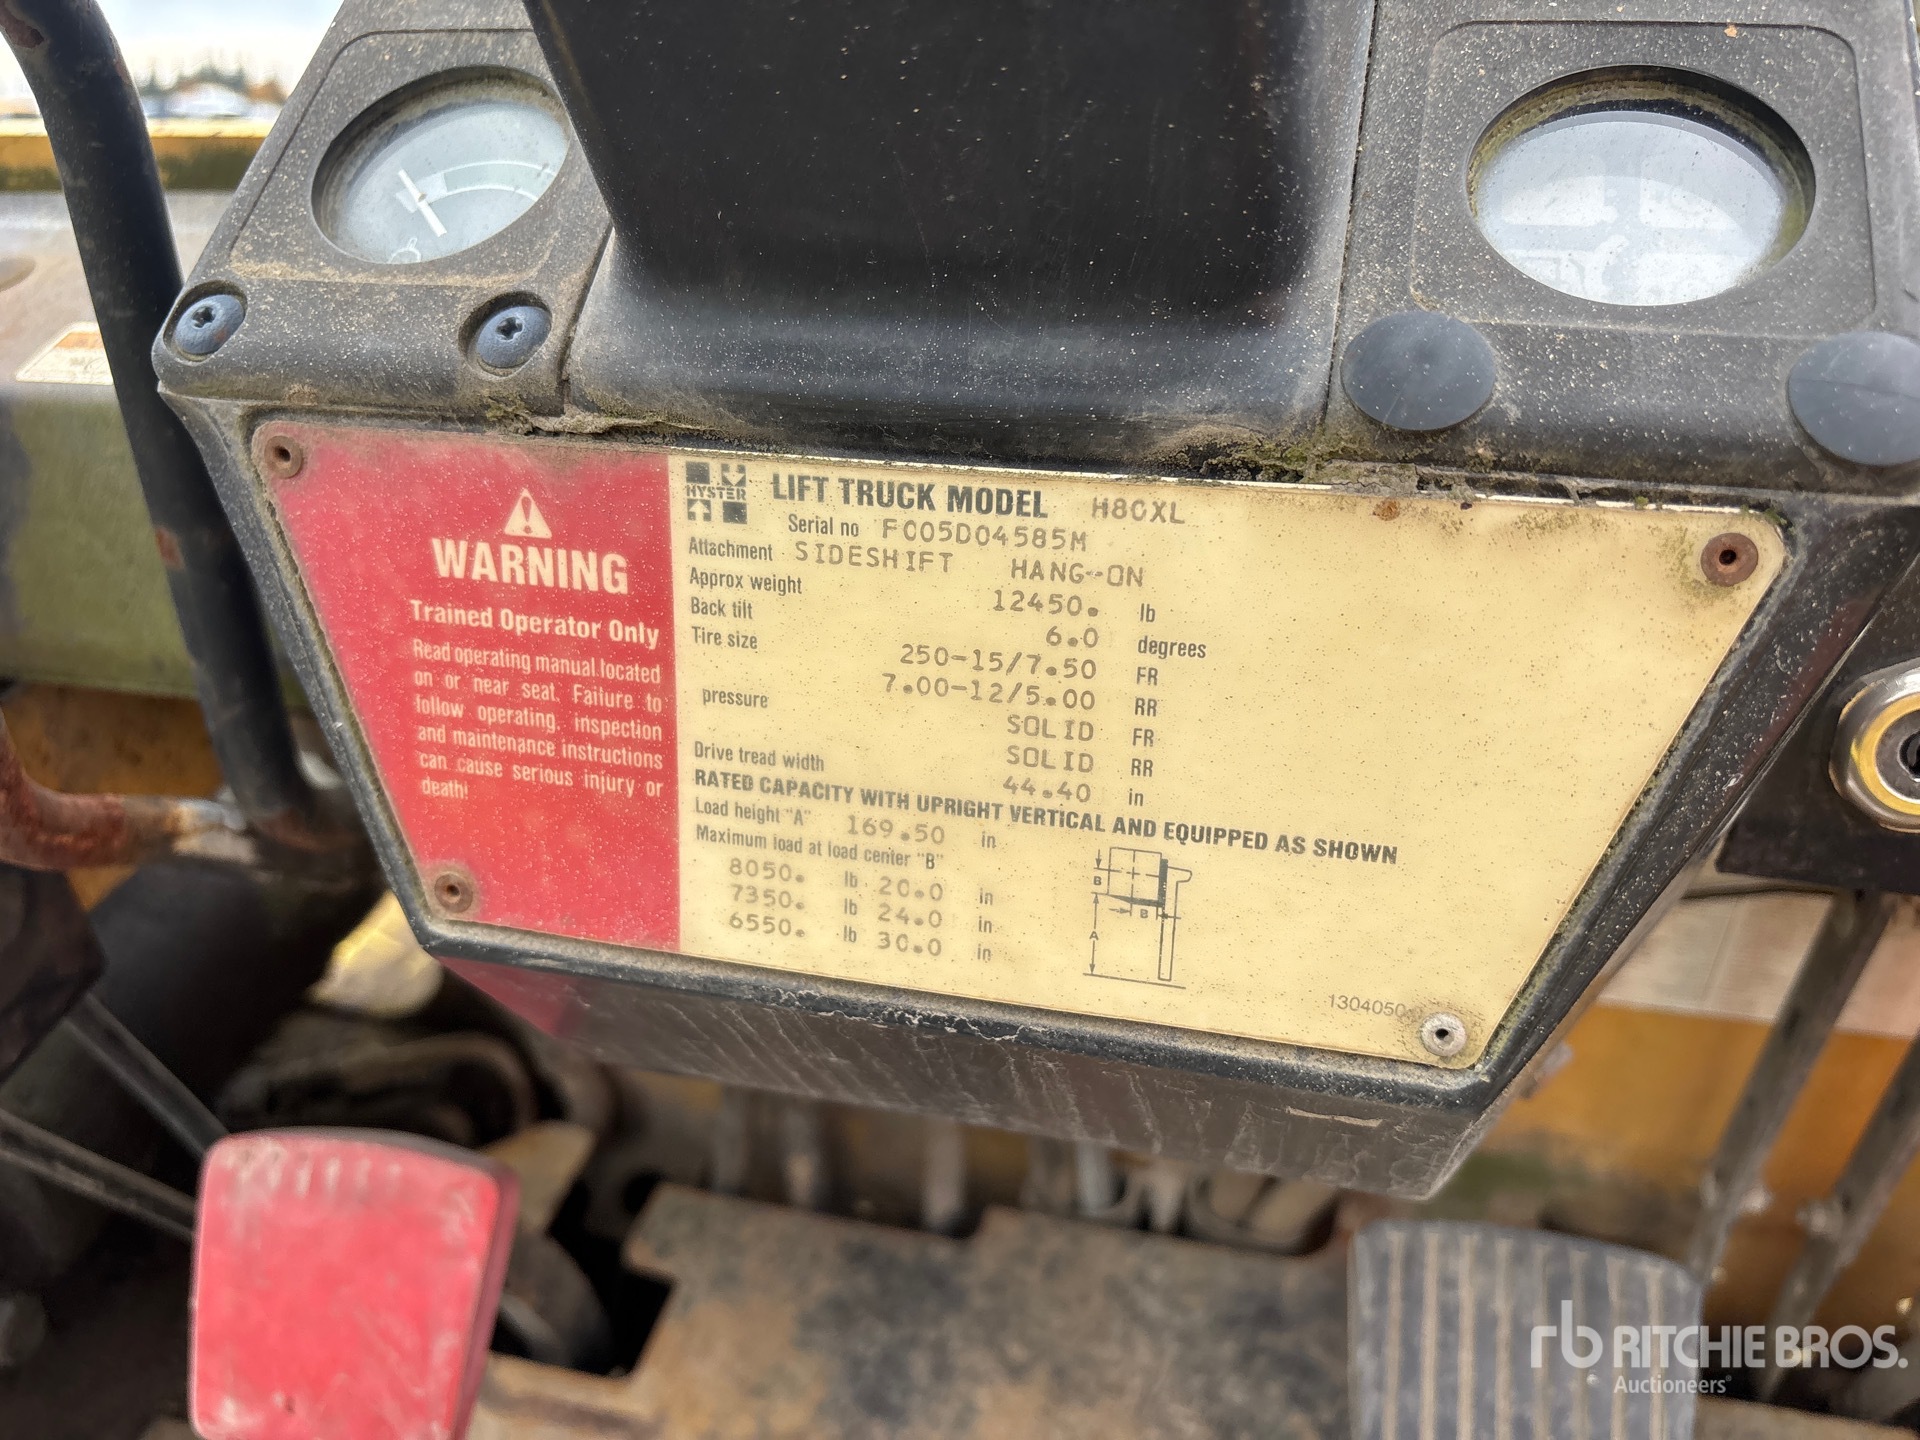 WARNING
Trained Operator Only
Read operating manual located
on or near seat. Failure to
follow operating, inspection
and maintenance instructions
can cause serious injury or
death!
HYSTER
LIFT TRUCK MODEL H80XL
Serial no F005D04585M
Attachment SIDESHIFT HANG-ON
Approx weight 12450. lb
Back tilt 6.0 degrees
Tire size 250-15/7.50 FR
7.00-12/5.00 RR
pressure SOLID FR
SOLID RR
Drive tread width 44.40 in
RATED CAPACITY WITH UPRIGHT VERTICAL AND EQUIPPED AS SHOWN
Load height "A" 169.50 in
Maximum load at load center "B"
8050. lb 20.0 in
7350. lb 24.0 in
6550. lb 30.0 in
B
B
A
rb RITCHIE BROS.
Auctioneers